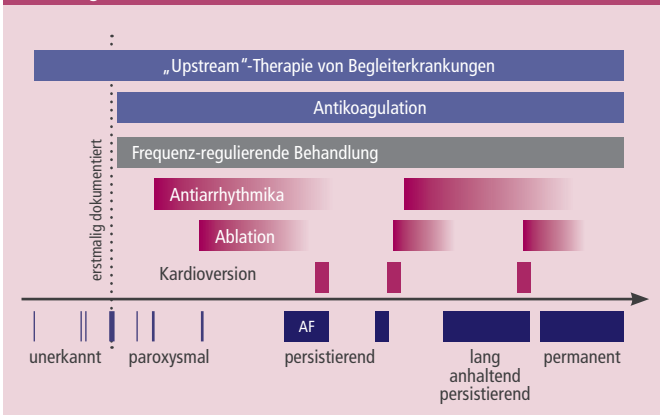 „Upstream“-Therapie von Begleiterkrankungen
Antikoagulation
Frequenz-regulierende Behandlung
erstmalig dokumentiert
Antiarrhythmika
Ablation
Kardioversion
AF
unerkannt
paroxysmal
persistierend
lang
anhaltend
persistierend
permanent